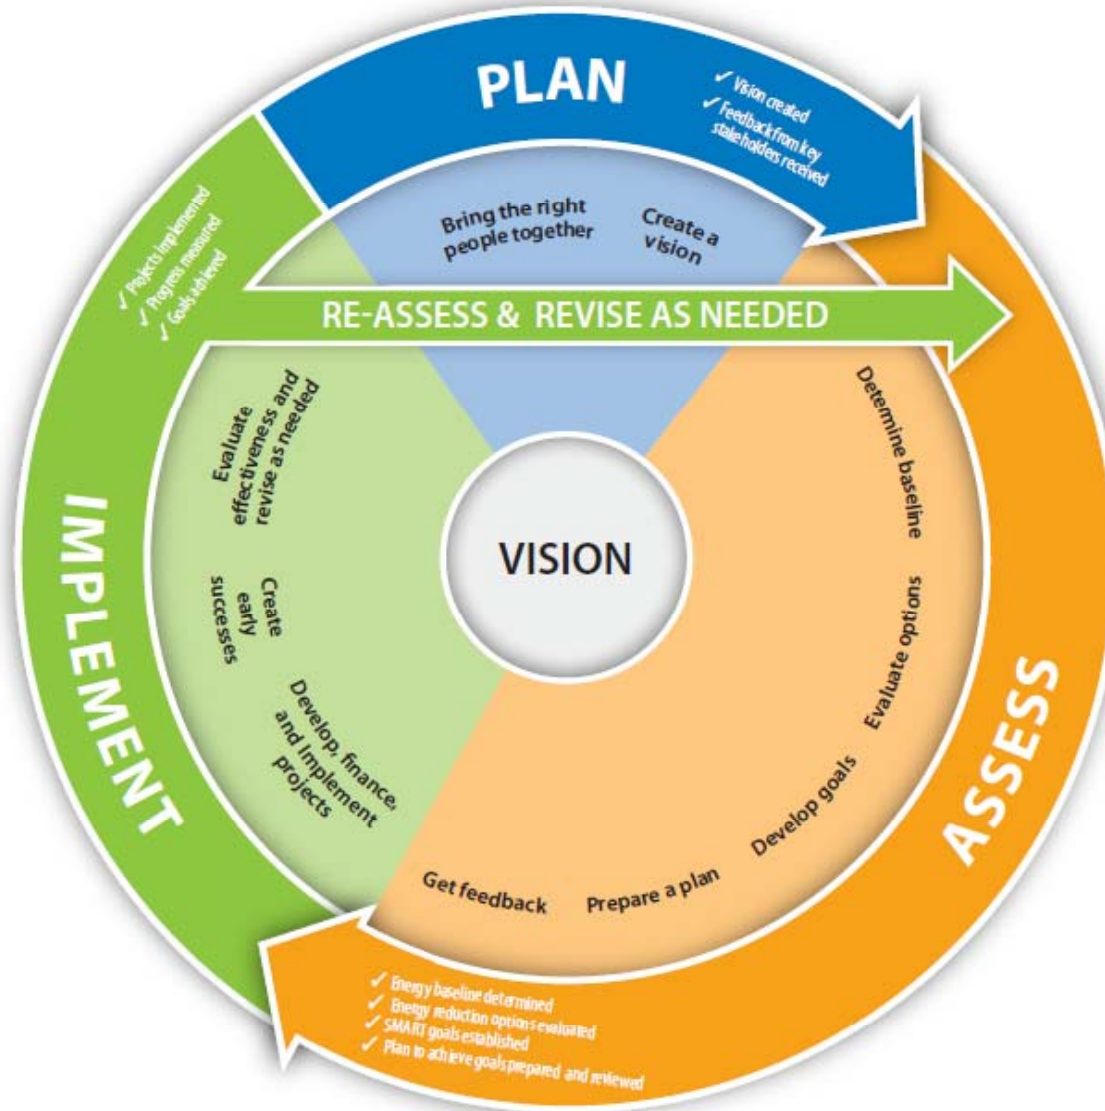 PLAN
✓ Vision created
✓ Feedback from key
stakeholders received
Bring the right
people together
Create a
vision
RE-ASSESS & REVISE AS NEEDED
VISION
ASSESS
Determine baseline
Evaluate options
Develop goals
Prepare a plan
Get feedback
✓ Energy baseline determined
✓ Energy reduction options evaluated
✓ SMART goals established
✓ Plan to achieve goals prepared and reviewed
IMPLEMENT
Develop, finance,
and Implement
projects
Create
early
successes
Evaluate
effectiveness and
revise as needed
✓ Projects Implemented
✓ Progress measured
✓ Goals achieved